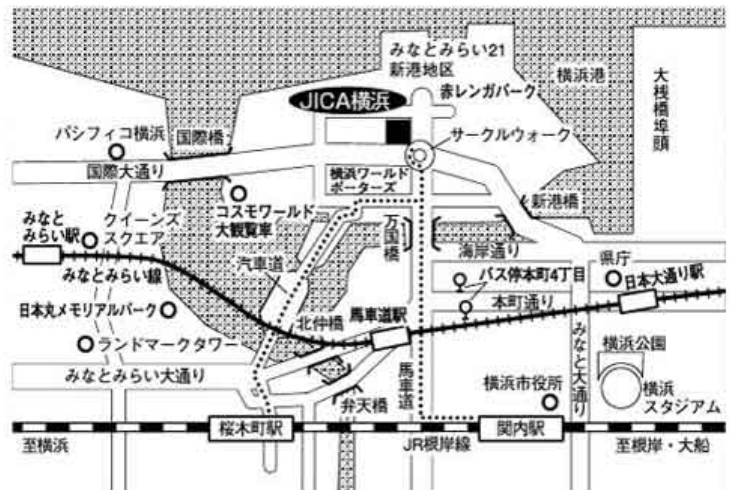 みなとみらい21
新港地区
横浜港
大桟橋埠頭
赤レンガパーク
JICA横浜
パシフィコ横浜
国際橋
サークルウォーク
国際大通り
横浜ワールド
ポーターズ
コスモワールド
大観覧車
新港橋
みなと
みらい駅
クイーンズ
スクエア
万国橋
海岸通り
県庁
汽車道
みなとみらい線
バス停本町4丁目
日本大通り駅
日本丸メモリアルパーク
北仲橋
馬車道駅
本町通り
ランドマークタワー
みなとみらい大通り
馬車道
みなと大通り
横浜公園
横浜
スタジアム
横浜市役所
弁天橋
桜木町駅
関内駅
至横浜
JR根岸線
至根岸・大船